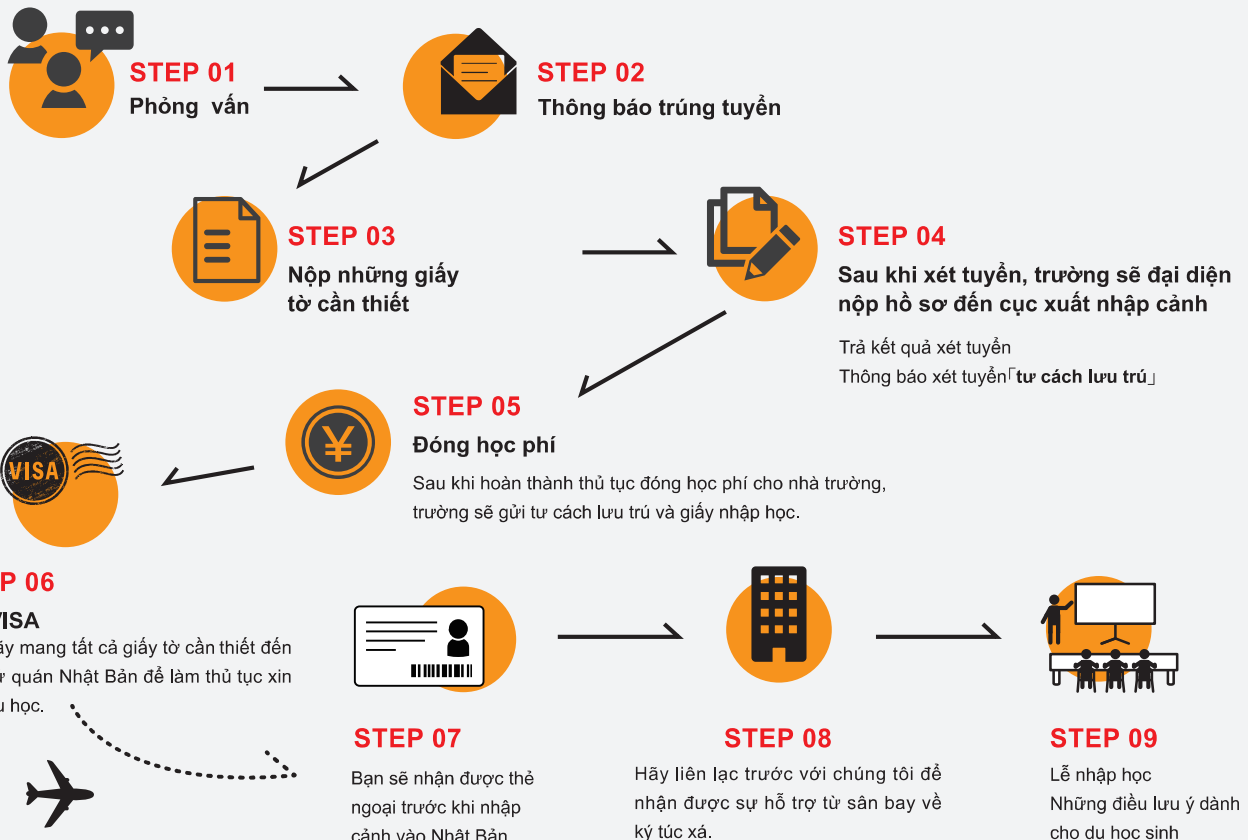 STEP 01
Phỏng vấn
STEP 02
Thông báo trúng tuyển
STEP 03
Nộp những giấy
tờ cần thiết
STEP 04
Sau khi xét tuyển, trường sẽ đại diện
nộp hồ sơ đến cục xuất nhập cảnh
Trả kết quả xét tuyển
Thông báo xét tuyển「tư cách lưu trú」
STEP 05
Đóng học phí
Sau khi hoàn thành thủ tục đóng học phí cho nhà trường,
trường sẽ gửi tư cách lưu trú và giấy nhập học.
VISA
P 06
VISA
mang tất cả giấy tờ cần thiết đến
quán Nhật Bản để làm thủ tục xin
học.
STEP 07
Bạn sẽ nhận được thẻ
ngoại trước khi nhập
cảnh vào Nhật Bản
STEP 08
Hãy liên lạc trước với chúng tôi để
nhận được sự hỗ trợ từ sân bay về
ký túc xá.
STEP 09
Lễ nhập học
Những điều lưu ý dành
cho du học sinh